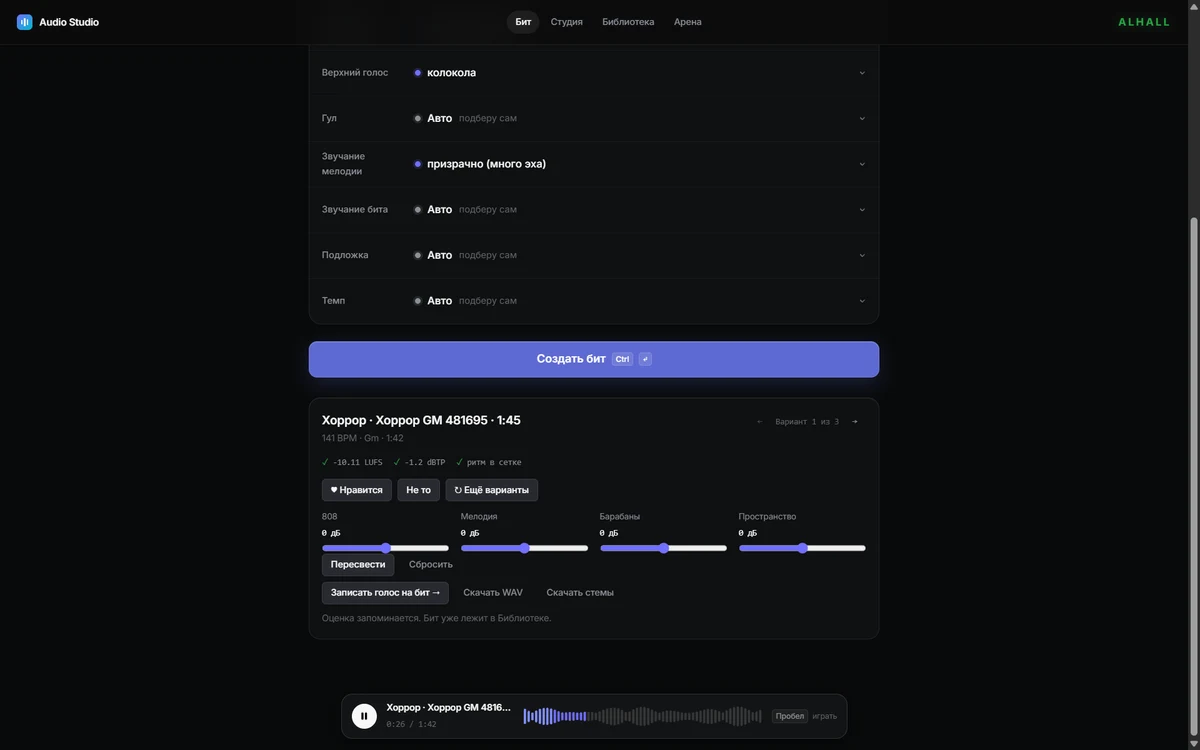 Audio Studio
Бит
Студия
Библиотека
Арена
ALHALL
Верхний голос
колокола
Гул
Авто подберу сам
Звучание
мелодии
призрачно (много эха)
Звучание бита
Авто подберу сам
Подложка
Авто подберу сам
Темп
Авто подберу сам
Создать бит Ctrl ↵
Хоррор · Хоррор GM 481695 · 1:45
← Вариант 1 из 3 →
141 BPM · Gm · 1:42
✓ -10.11 LUFS ✓ -1.2 dBTP ✓ ритм в сетке
♥ Нравится
Не то
↻ Ещё варианты
808
0 дБ
Мелодия
0 дБ
Барабаны
0 дБ
Пространство
0 дБ
Пересвести
Сбросить
Записать голос на бит →
Скачать WAV
Скачать стемы
Оценка запоминается. Бит уже лежит в Библиотеке.
Хоррор · Хоррор GM 4816...
0:26 / 1:42
Пробел играть